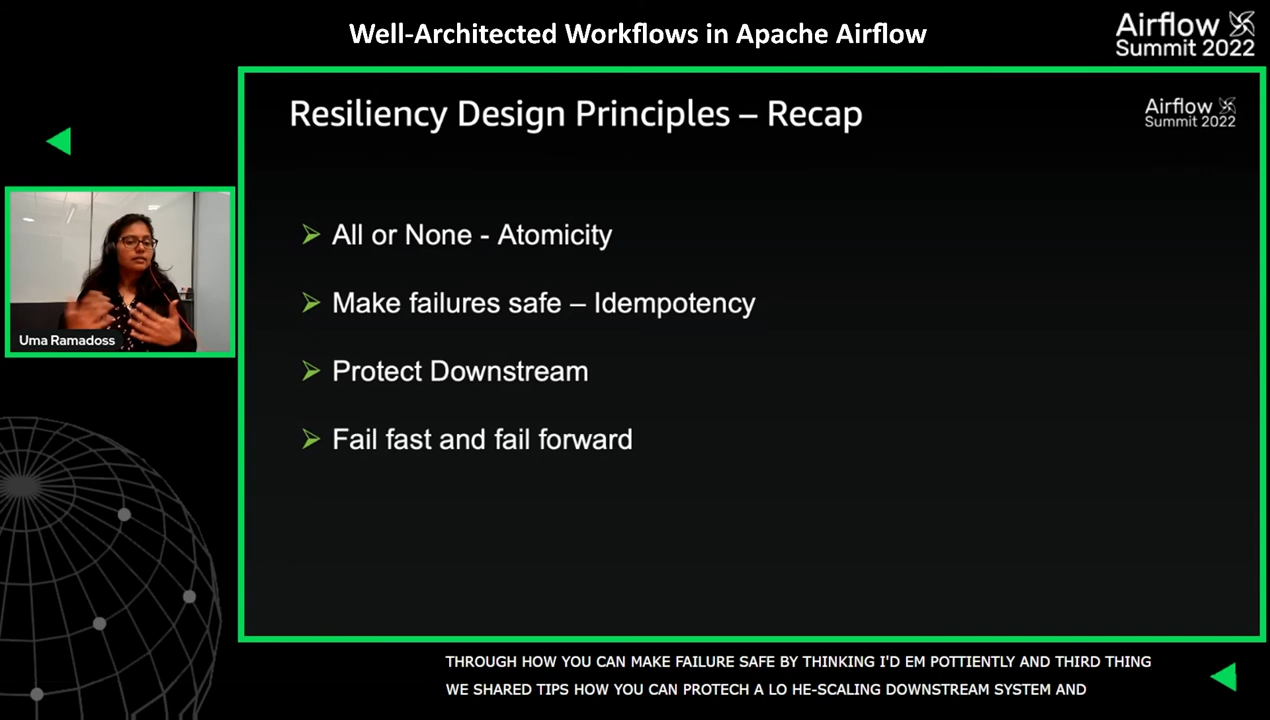 Well-Architected Workflows in Apache Airflow
Airflow
Summit 2022
Resiliency Design Principles – Recap
Airflow
Summit 2022
All or None - Atomicity
Make failures safe – Idempotency
Protect Downstream
Fail fast and fail forward
Uma Ramadoss
THROUGH HOW YOU CAN MAKE FAILURE SAFE BY THINKING I'D EM POTTIENTLY AND THIRD THING
WE SHARED TIPS HOW YOU CAN PROTECH A LO HE-SCALING DOWNSTREAM SYSTEM AND